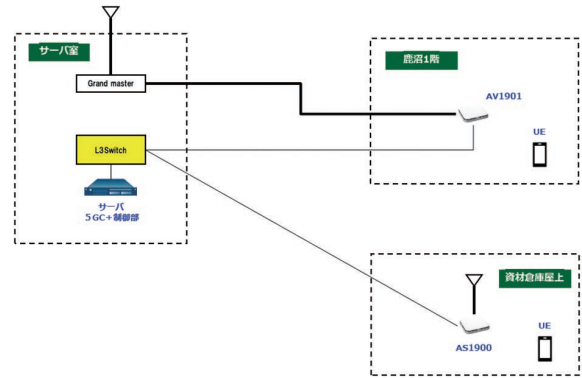 サーバ室
Grand master
L3Switch
サーバ
5GC+制御部
鹿沼1階
AV1901
UE
資材倉庫屋上
AS1900
UE